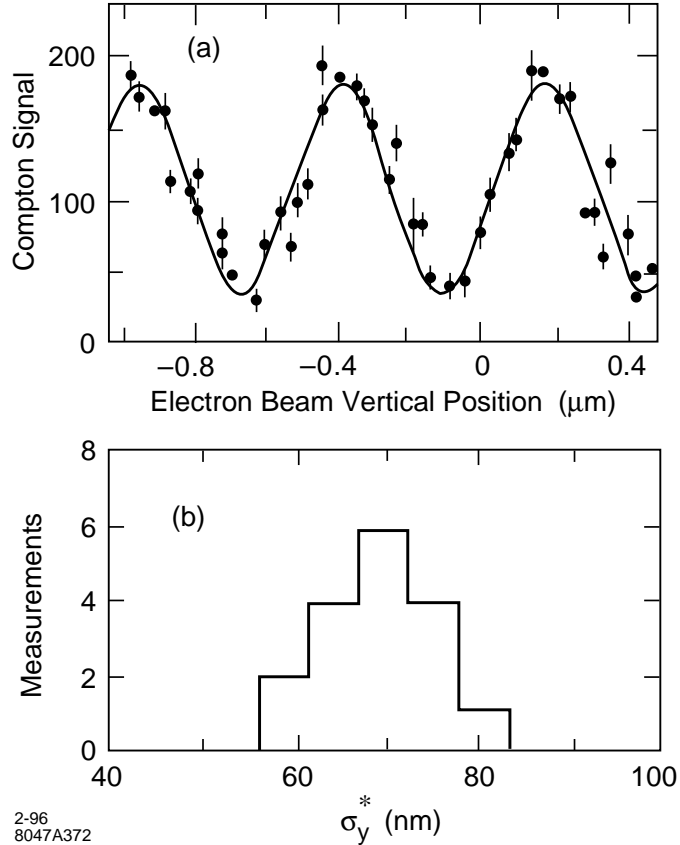 200
(a)
100
0
Compton Signal
−0.8
−0.4
0
0.4
Electron Beam Vertical Position (μm)
8
(b)
6
4
2
0
Measurements
40
60
80
100
σ*y (nm)
2-96
8047A372